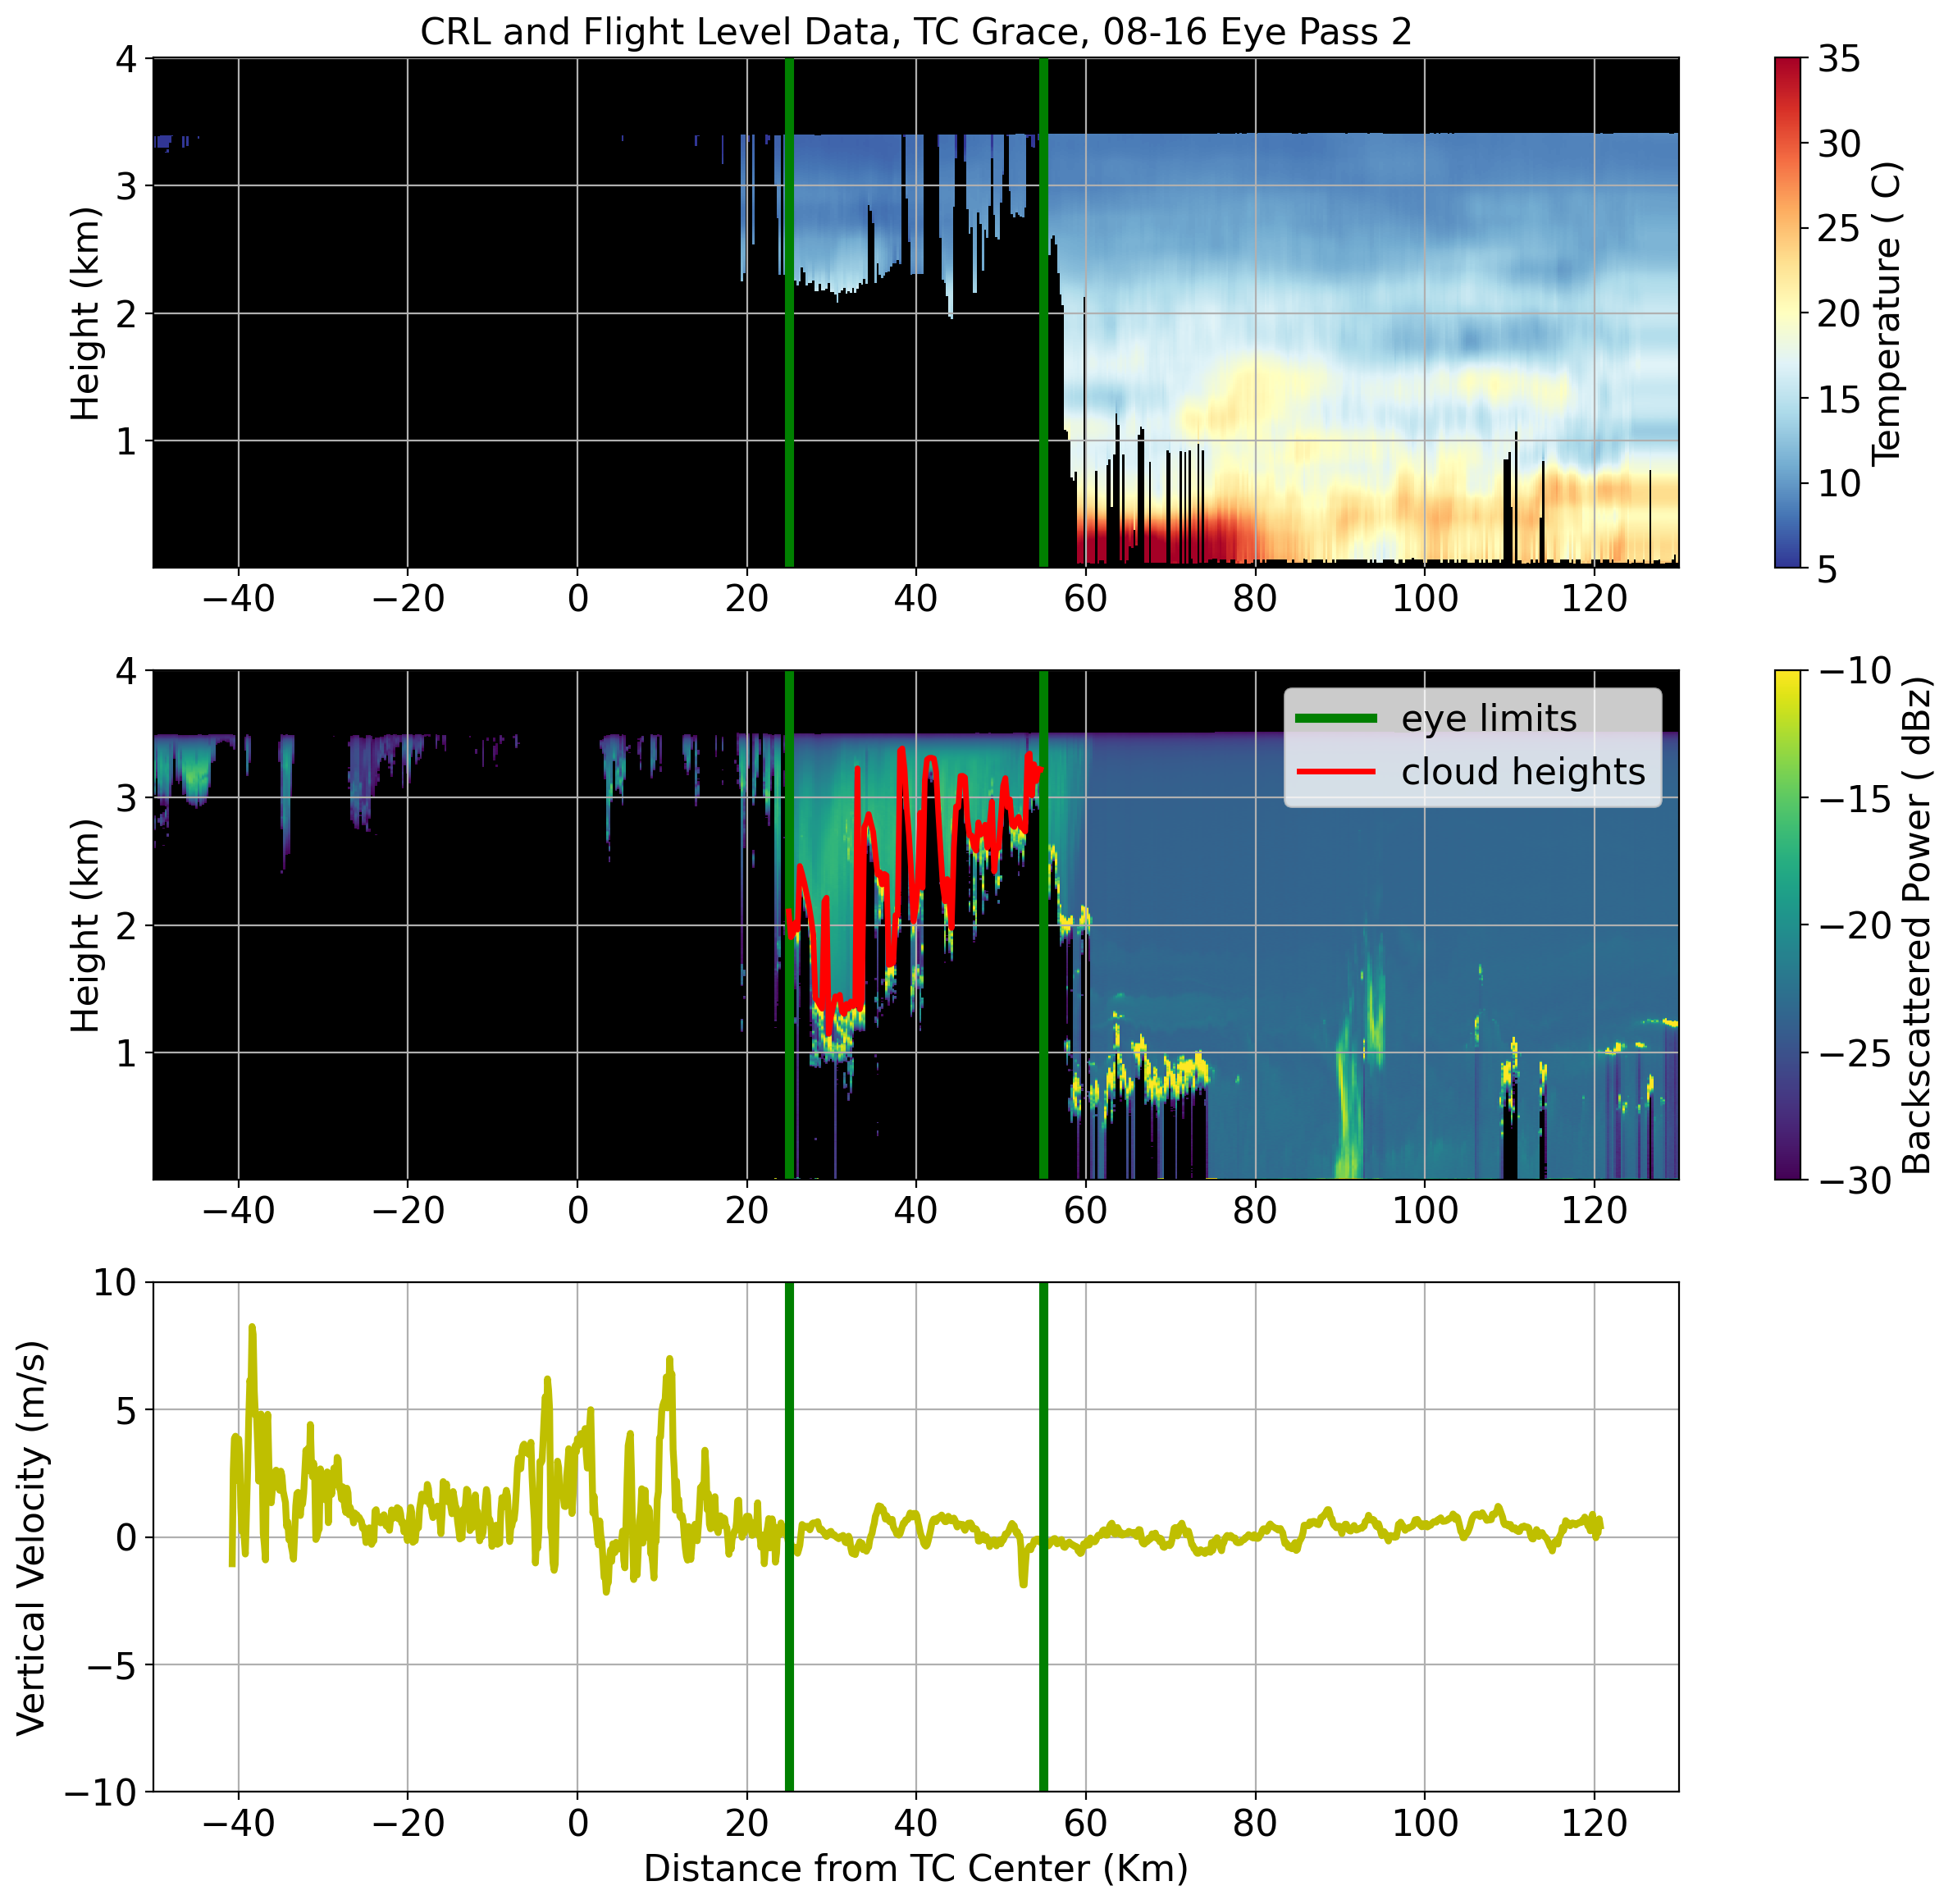 CRL and Flight Level Data, TC Grace, 08-16 Eye Pass 2
4
3
2
1
Height (km)
−40 −20 0 20 40 60 80 100 120
35
30
25
20
15
10
5
Temperature ( C)
4
3
2
1
Height (km)
eye limits
cloud heights
−40 −20 0 20 40 60 80 100 120
−10
−15
−20
−25
−30
Backscattered Power ( dBz)
10
5
0
−5
−10
Vertical Velocity (m/s)
−40 −20 0 20 40 60 80 100 120
Distance from TC Center (Km)